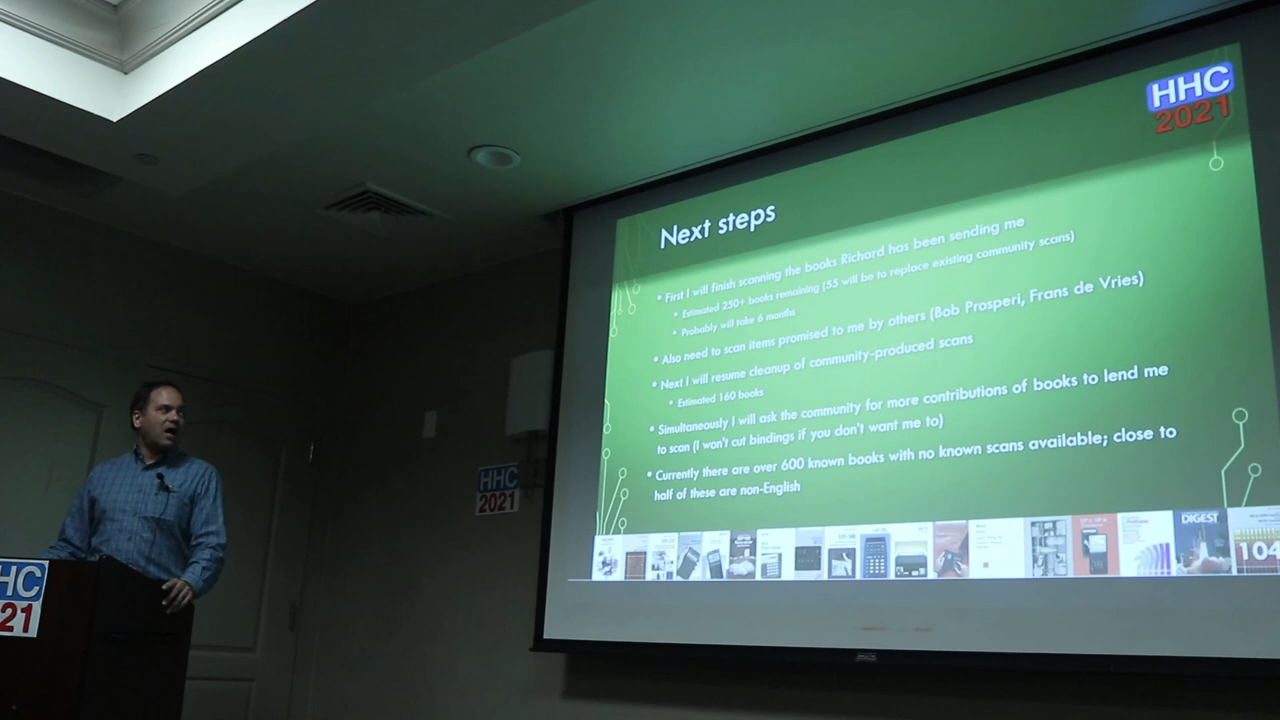 HHC
2021
Next steps
• First I will finish scanning the books Richard has been sending me
• Estimated 250+ books remaining (55 will be to replace existing community scans)
• Probably will take 6 months
• Also need to scan items promised to me by others (Bob Prosperi, Frans de Vries)
• Next I will resume cleanup of community-produced scans
• Estimated 160 books
• Simultaneously I will ask the community for more contributions of books to lend me
to scan (I won't cut bindings if you don't want me to)
• Currently there are over 600 known books with no known scans available; close to
half of these are non-English
DIGEST
104
HHC
2021
HC
21